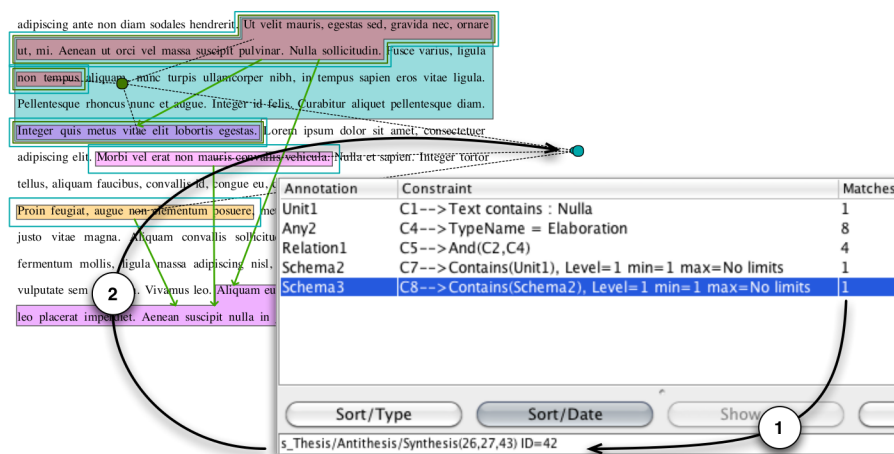 adipiscing ante non diam sodales hendrerit. Ut velit mauris, egestas sed, gravida nec, ornare
ut, mi. Aenean ut orci vel massa suscipit pulvinar. Nulla sollicitudin. Fusce varius, ligula
non tempus aliquam, nunc turpis ullamcorper nibh, in tempus sapien eros vitae ligula.
Pellentesque rhoncus nunc et augue. Integer id felis. Curabitur aliquet pellentesque diam.
Integer quis metus vitae elit lobortis egestas. Lorem ipsum dolor sit amet, consectetuer
adipiscing elit. Morbi vel erat non mauris convallis vehicula. Nulla et sapien. Integer tortor
tellus, aliquam faucibus, convallis id, congue eu,
Proin feugiat, augue non elementum posuere,
justo vitae magna. Aliquam convallis
fermentum mollis, ligula massa adipiscing nisl,
vulputate sem Vivamus leo. Aliquam eu
leo placerat imperdiet. Aenean suscipit nulla in
2
Annotation Constraint Matches
Unit1 C1-->Text contains : Nulla 1
Any2 C4-->TypeName = Elaboration 8
Relation1 C5-->And(C2,C4) 4
Schema2 C7-->Contains(Unit1), Level=1 min=1 max=No limits 1
Schema3 C8-->Contains(Schema2), Level=1 min=1 max=No limits 1
Sort/Type Sort/Date Show
1
s_Thesis/Antithesis/Synthesis(26,27,43) ID=42